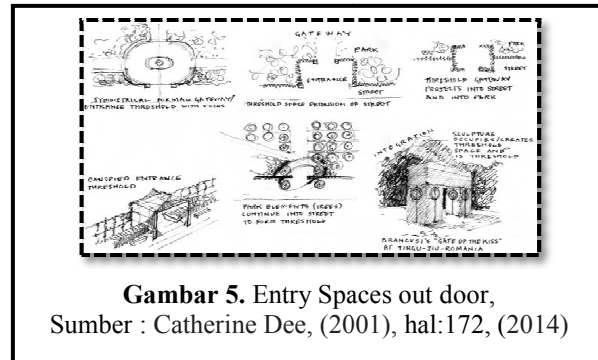 GATEWAY
PARK
ENTRANCE
STREET
THRESHOLD SPACE EXTENSION OF STREET
PARK
STREET
THRESHOLD GATEWAY
PROJECTS INTO STREET
AND INTO PARK
SYMMETRICAL FORMAL GATEWAY/
ENTRANCE THRESHOLD WITH FOCUS
CANOPIED ENTRANCE
THRESHOLD
PARK ELEMENTS (TREES)
CONTINUE INTO STREET
TO FORM THRESHOLD
INTEGRATION
SCULPTURE
OCCUPIES/CREATES
THRESHOLD
SPACE AND
IS THRESHOLD
BRANCUSI'S "GATE OF THE KISS"
AT TIRGU-JIU-ROMANIA
Gambar 5. Entry Spaces out door,
Sumber : Catherine Dee, (2001), hal:172, (2014)